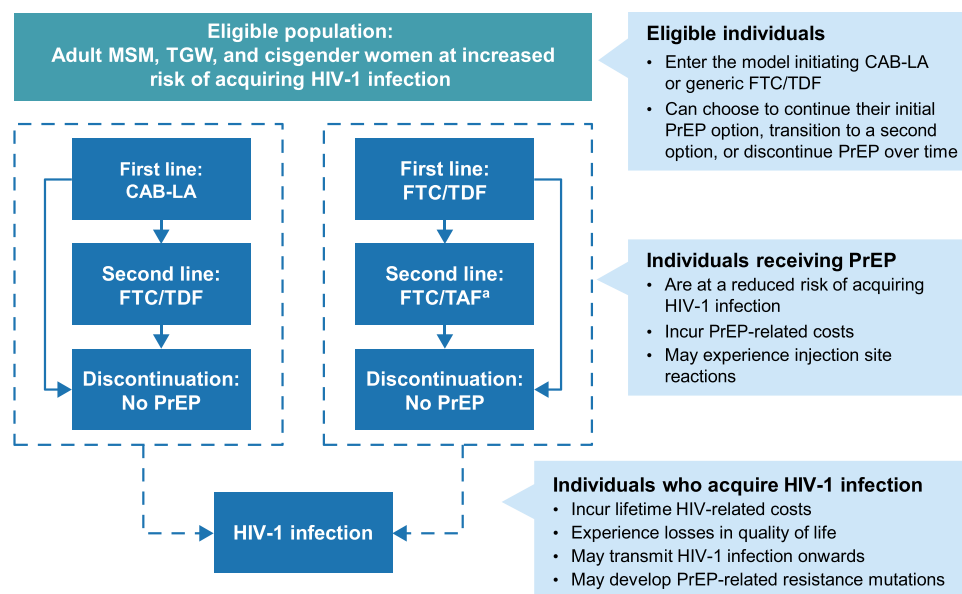 Eligible population:
Adult MSM, TGW, and cisgender women at increased
risk of acquiring HIV-1 infection
Eligible individuals
• Enter the model initiating CAB-LA
or generic FTC/TDF
• Can choose to continue their initial
PrEP option, transition to a second
option, or discontinue PrEP over time
First line:
CAB-LA
Second line:
FTC/TDF
Discontinuation:
No PrEP
First line:
FTC/TDF
Second line:
FTC/TAFᵃ
Discontinuation:
No PrEP
Individuals receiving PrEP
• Are at a reduced risk of acquiring
HIV-1 infection
• Incur PrEP-related costs
• May experience injection site
reactions
HIV-1 infection
Individuals who acquire HIV-1 infection
• Incur lifetime HIV-related costs
• Experience losses in quality of life
• May transmit HIV-1 infection onwards
• May develop PrEP-related resistance mutations